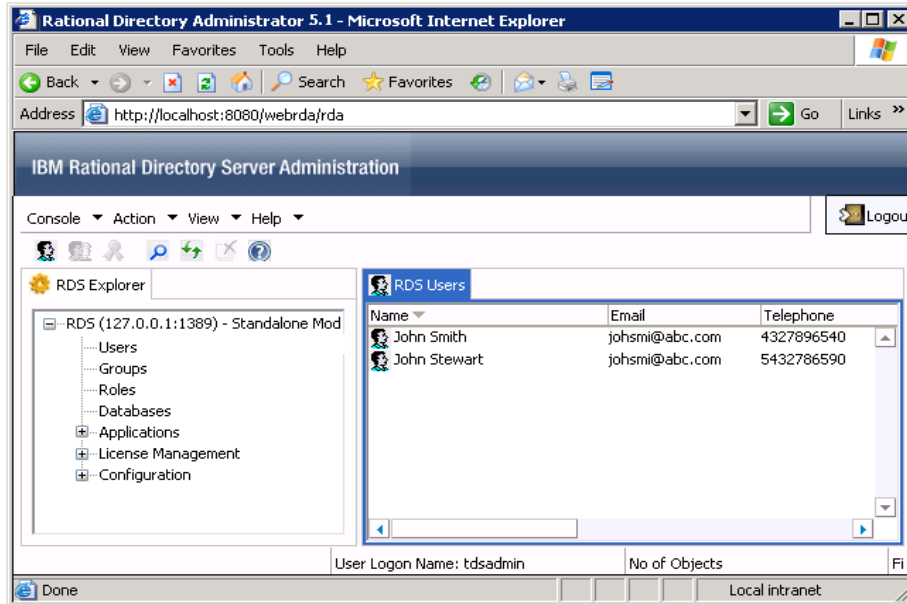 Rational Directory Administrator 5.1 - Microsoft Internet Explorer
File Edit View Favorites Tools Help
Back Search Favorites
Address http://localhost:8080/webrda/rda Go Links »
IBM Rational Directory Server Administration
Console Action View Help Logou
RDS Explorer
RDS (127.0.0.1:1389) - Standalone Mod
Users
Groups
Roles
Databases
Applications
License Management
Configuration
RDS Users
Name Email Telephone
John Smith johsmi@abc.com 4327896540
John Stewart johsmi@abc.com 5432786590
User Logon Name: tdsadmin No of Objects Fi
Done Local intranet